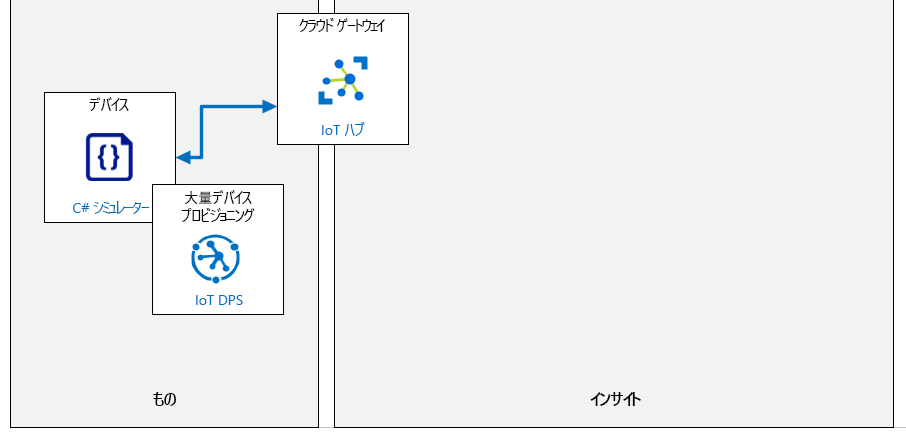 クラウド ゲートウェイ
IoT ハブ
デバイス
{}
C# シミュレーター
大量デバイス
プロビジョニング
IoT DPS
もの
インサイト